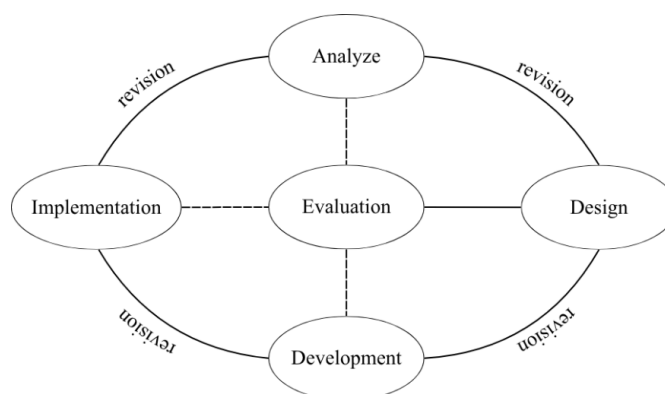 Analyze
revision
revision
Implementation
Evaluation
Design
revision
revision
Development